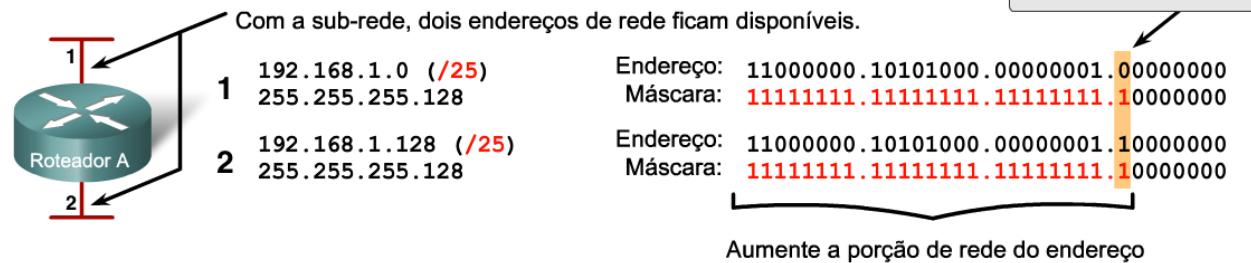 Com a sub-rede, dois endereços de rede ficam disponíveis.
1
Roteador A
2
1
192.168.1.0 (/25)
255.255.255.128
2
192.168.1.128 (/25)
255.255.255.128
Endereço: 11000000.10101000.00000001.00000000
Máscara: 11111111.11111111.11111111.10000000
Endereço: 11000000.10101000.00000001.10000000
Máscara: 11111111.11111111.11111111.10000000
Aumente a porção de rede do endereço